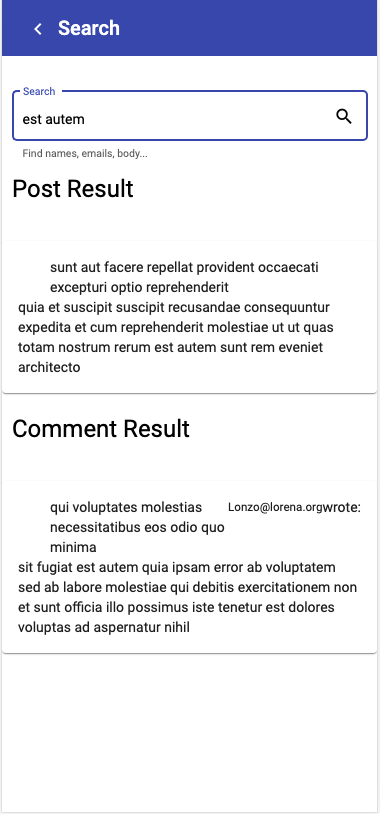 Search
Search
est autem
Find names, emails, body...
Post Result
sunt aut facere repellat provident occaecati
excepturi optio reprehenderit
quia et suscipit suscipit recusandae consequuntur
expedita et cum reprehenderit molestiae ut ut quas
totam nostrum rerum est autem sunt rem eveniet
architecto
Comment Result
qui voluptates molestias Lonzo@lorena.orgwrote:
necessitatibus eos odio quo
minima
sit fugiat est autem quia ipsam error ab voluptatem
sed ab labore molestiae qui debitis exercitationem non
et sunt officia illo possimus iste tenetur est dolores
voluptas ad aspernatur nihil